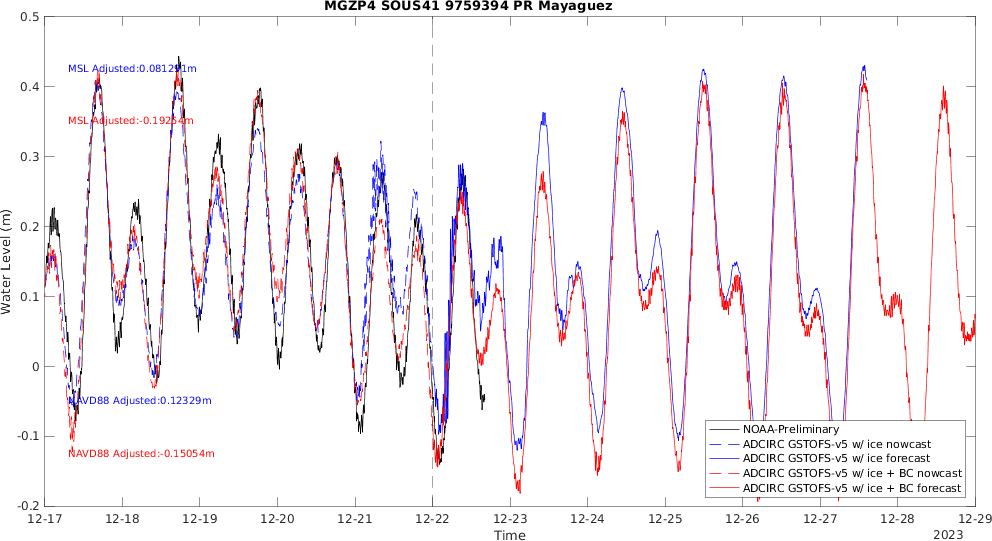 MGZP4 SOUS41 9759394 PR Mayaguez
0.5
0.4
0.3
0.2
0.1
0
-0.1
-0.2
Water Level (m)
MSL Adjusted:0.081291m
MSL Adjusted:-0.19254m
NAVD88 Adjusted:0.12329m
NAVD88 Adjusted:-0.15054m
NOAA-Preliminary
ADCIRC GSTOFS-v5 w/ ice nowcast
ADCIRC GSTOFS-v5 w/ ice forecast
ADCIRC GSTOFS-v5 w/ ice + BC nowcast
ADCIRC GSTOFS-v5 w/ ice + BC forecast
12-17 12-18 12-19 12-20 12-21 12-22 12-23 12-24 12-25 12-26 12-27 12-28 12-29
Time
2023